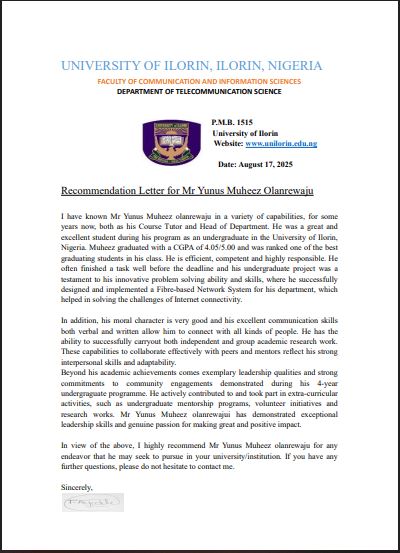 UNIVERSITY OF ILORIN, ILORIN, NIGERIA
FACULTY OF COMMUNICATION AND INFORMATION SCIENCES
DEPARTMENT OF TELECOMMUNICATION SCIENCE
P.M.B. 1515
University of Ilorin
Website: www.unilorin.edu.ng
Date: August 17, 2025
Recommendation Letter for Mr Yunus Muheez Olanrewaju
I have known Mr Yunus Muheez olanrewaju in a variety of capabilities, for some
years now, both as his Course Tutor and Head of Department. He was a great and
excellent student during his program as an undergraduate in the University of Ilorin,
Nigeria. Muheez graduated with a CGPA of 4.05/5.00 and was ranked one of the best
graduating students in his class. He is efficient, competent and highly responsible. He
often finished a task well before the deadline and his undergraduate project was a
testament to his innovative problem solving ability and skills, where he successfully
designed and implemented a Fibre-based Network System for his department, which
helped in solving the challenges of Internet connectivity.
In addition, his moral character is very good and his excellent communication skills
both verbal and written allow him to connect with all kinds of people. He has the
ability to successfully carryout both independent and group academic research work.
These capabilities to collaborate effectively with peers and mentors reflect his strong
interpersonal skills and adaptability.
Beyond his academic achievements comes exemplary leadership qualities and strong
commitments to community engagements demonstrated during his 4-year
undergraguate programme. He actively contributed to and took part in extra-curricular
activities, such as undergraduate mentorship programs, volunteer initiatives and
research works. Mr Yunus Muheez olanrewajui has demonstrated exceptional
leadership skills and genuine passion for making great and positive impact.
In view of the above, I highly recommend Mr Yunus Muheez olanrewaju for any
endeavor that he may seek to pursue in your university/institution. If you have any
further questions, please do not hesitate to contact me.
Sincerely,